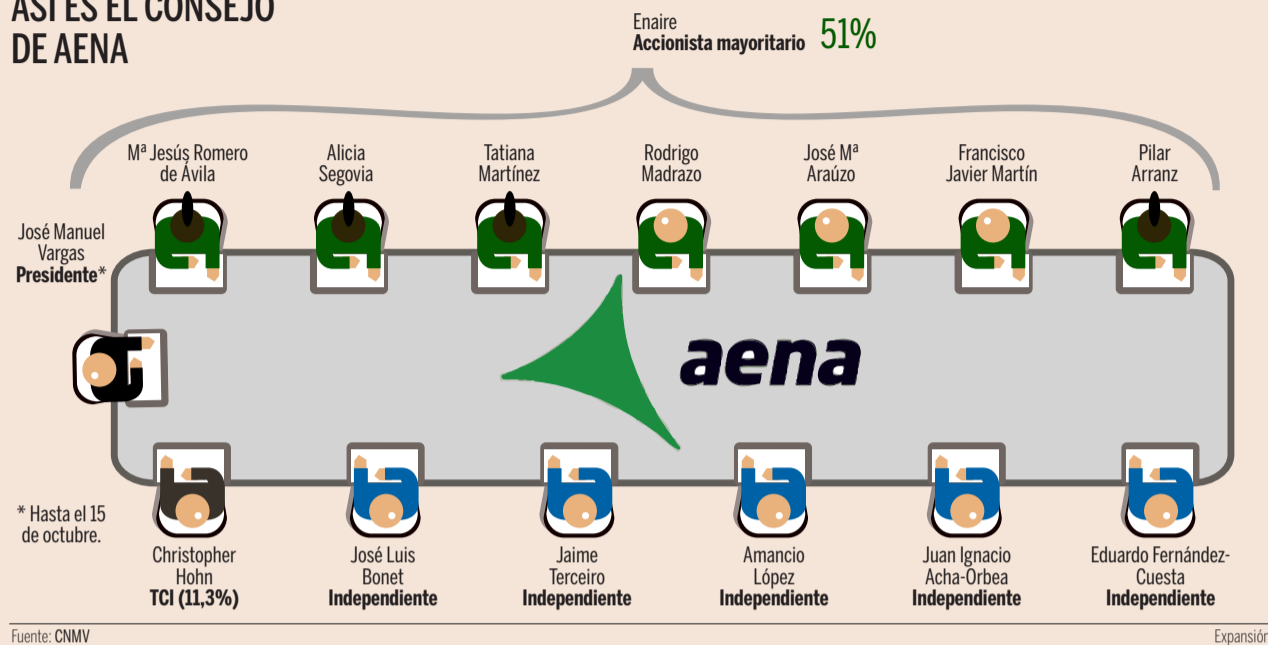 ASÍ ES EL CONSEJO
DE AENA
Enaire
Accionista mayoritario 51%
Mª Jesús Romero
de Ávila
Alicia
Segovia
Tatiana
Martínez
Rodrigo
Madrazo
José Mª
Araúzo
Francisco
Javier Martín
Pilar
Arranz
José Manuel
Vargas
Presidente*
aena
* Hasta el 15
de octubre.
Christopher
Hohn
TCI (11,3%)
José Luis
Bonet
Independiente
Jaime
Terceiro
Independiente
Amancio
López
Independiente
Juan Ignacio
Acha-Orbea
Independiente
Eduardo Fernández-
Cuesta
Independiente
Fuente: CNMV
Expansión